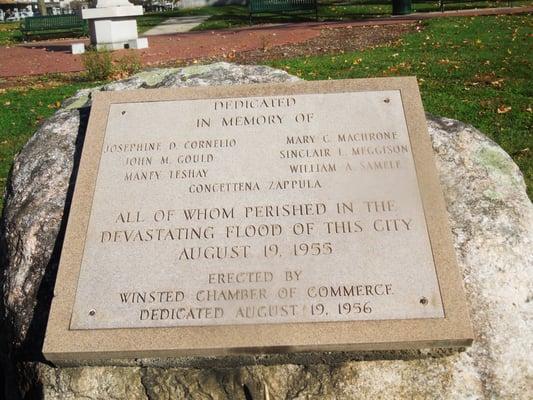 DEDICATED
IN MEMORY OF
JOSEPHINE D. CORNELIO
JOHN M. GOULD
MANEY LESHAY
MARY C. MACHRONE
SINCLAIR L. MEGGISON
WILLIAM A. SAMELE
CONCETTENA ZAPPULA
ALL OF WHOM PERISHED IN THE
DEVASTATING FLOOD OF THIS CITY
AUGUST 19, 1955
ERECTED BY
WINSTED CHAMBER OF COMMERCE
DEDICATED AUGUST 19, 1956